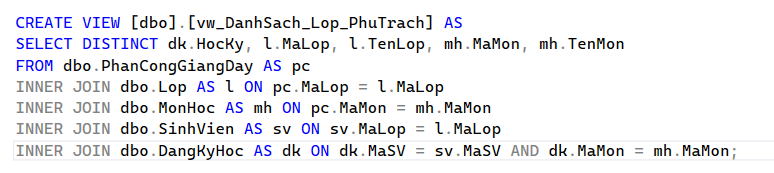 CREATE VIEW [dbo].[vw_DanhSach_Lop_PhuTrach] AS
SELECT DISTINCT dk.HocKy, l.MaLop, l.TenLop, mh.MaMon, mh.TenMon
FROM dbo.PhanCongGiangDay AS pc
INNER JOIN dbo.Lop AS l ON pc.MaLop = l.MaLop
INNER JOIN dbo.MonHoc AS mh ON pc.MaMon = mh.MaMon
INNER JOIN dbo.SinhVien AS sv ON sv.MaLop = l.MaLop
INNER JOIN dbo.DangKyHoc AS dk ON dk.MaSV = sv.MaSV AND dk.MaMon = mh.MaMon;